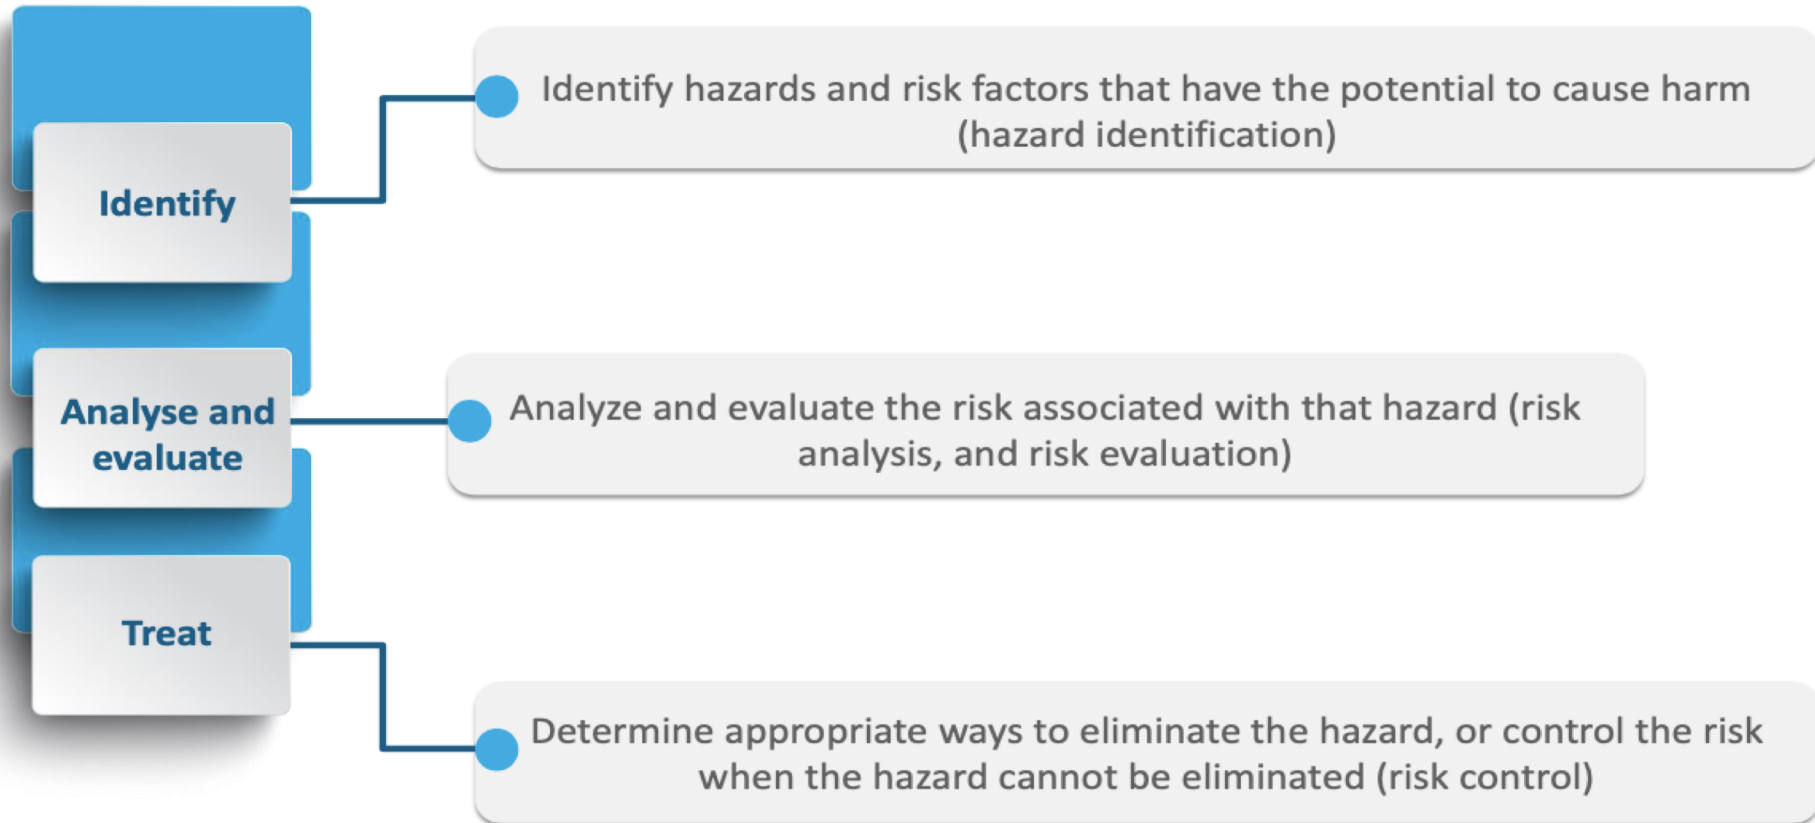 Identify
Identify hazards and risk factors that have the potential to cause harm
(hazard identification)
Analyse and
evaluate
Analyze and evaluate the risk associated with that hazard (risk
analysis, and risk evaluation)
Treat
Determine appropriate ways to eliminate the hazard, or control the risk
when the hazard cannot be eliminated (risk control)